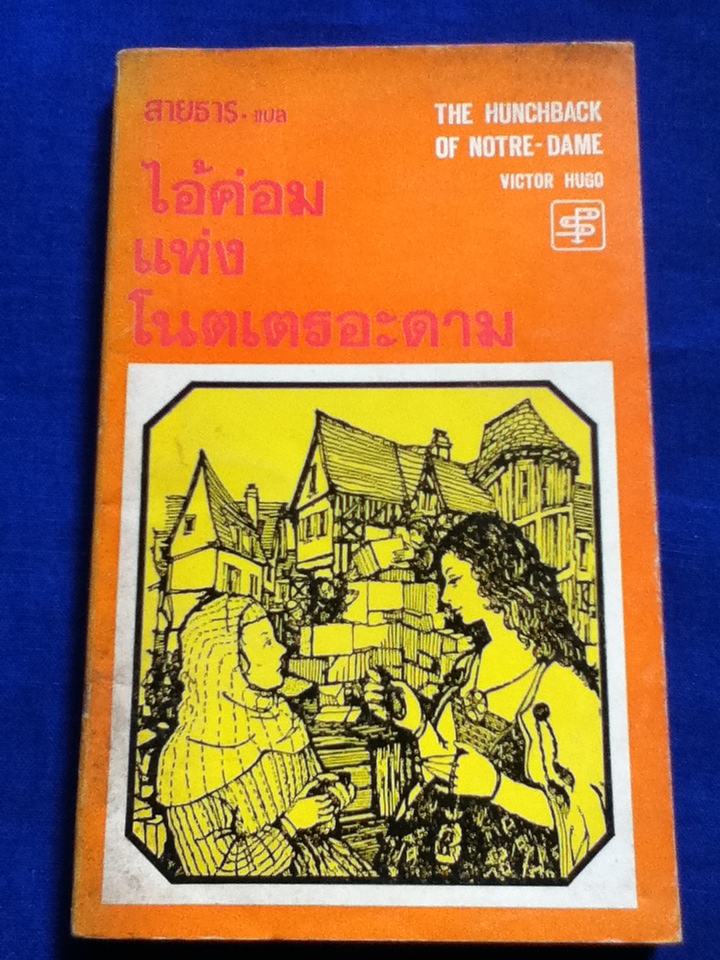 สายธาร. แปล
THE HUNCHBACK
OF NOTRE-DAME
VICTOR HUGO
ไอ้ค่อม
แห่ง
โนตเตรอะดาม